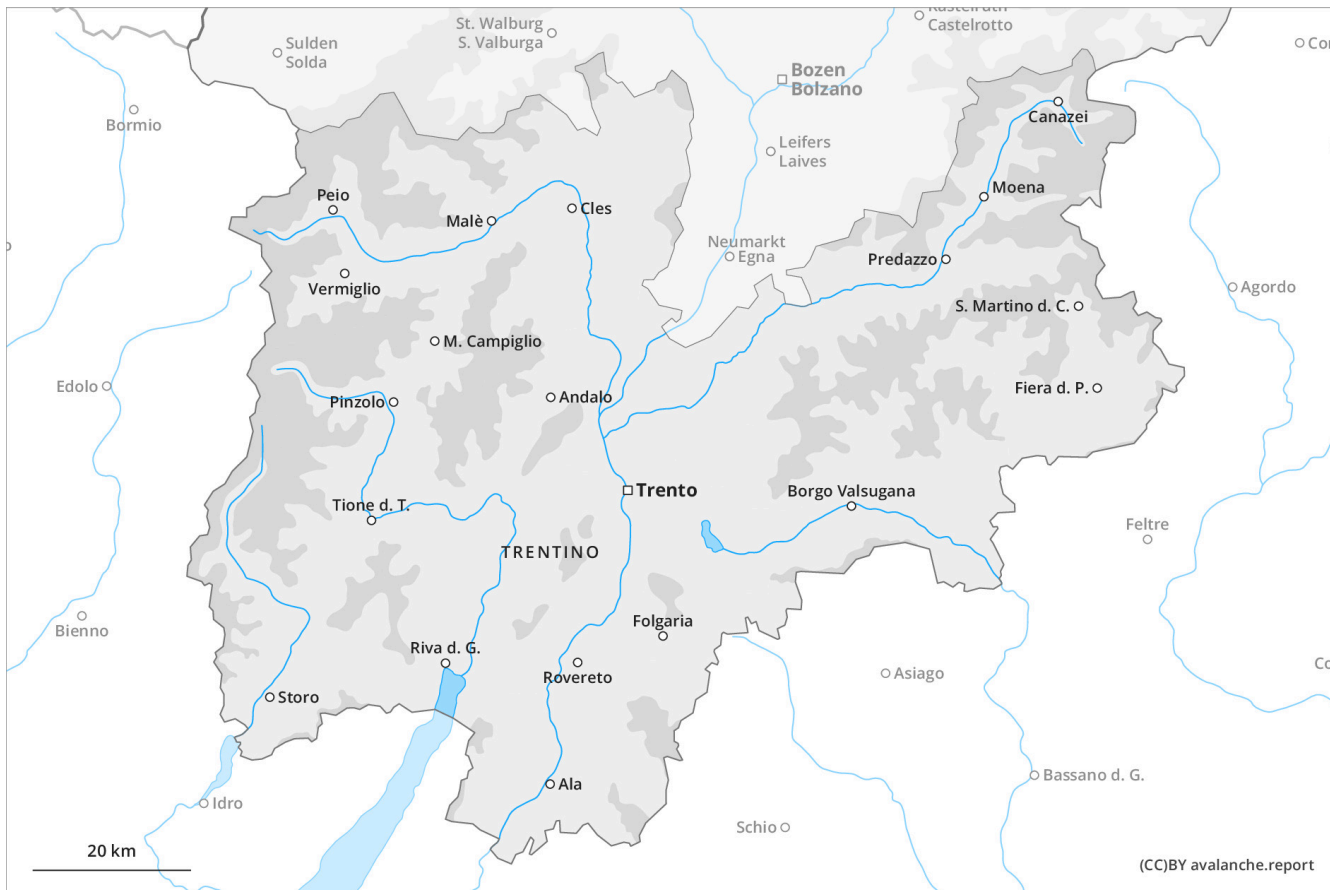 St. Walburg
S. Valburga
Castelrotto
Sulden
Solda
Bozen
Bolzano
Bormio
Canazei
Leifers
Laives
Moena
Peio
Malè
Cles
Neumarkt
Egna
Predazzo
Vermiglio
Agordo
S. Martino d. C.
M. Campiglio
Edolo
Fiera d. P.
Pinzolo
Andalo
Trento
Borgo Valsugana
Tione d. T.
Feltre
TRENTINO
Bienno
Folgaria
Riva d. G.
Rovereto
Asiago
Storo
Bassano d. G.
Ala
Idro
Schio
20 km
(CC)BY avalanche.report